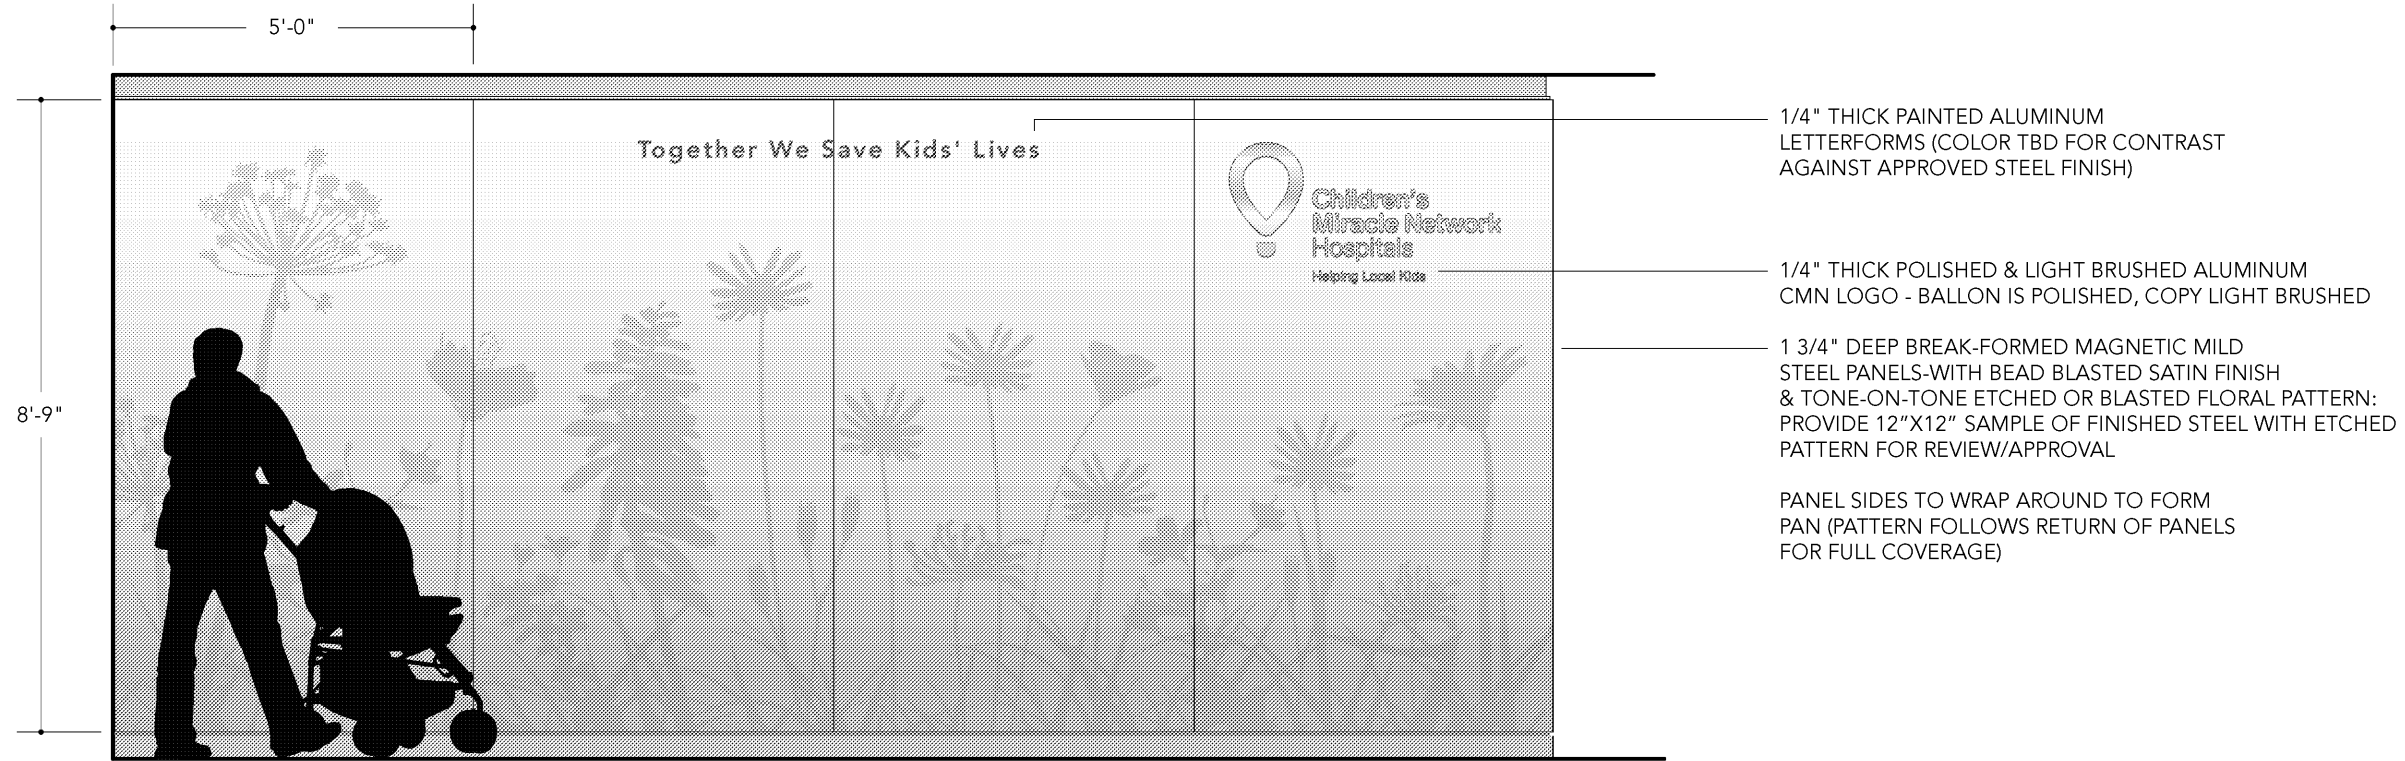 5'-0"
Together We Save Kids' Lives
Children's
Miracle Network
Hospitals
Helping Local Kids
8'-9"
1/4" THICK PAINTED ALUMINUM
LETTERFORMS (COLOR TBD FOR CONTRAST
AGAINST APPROVED STEEL FINISH)
1/4" THICK POLISHED & LIGHT BRUSHED ALUMINUM
CMN LOGO - BALLON IS POLISHED, COPY LIGHT BRUSHED
1 3/4" DEEP BREAK-FORMED MAGNETIC MILD
STEEL PANELS-WITH BEAD BLASTED SATIN FINISH
& TONE-ON-TONE ETCHED OR BLASTED FLORAL PATTERN:
PROVIDE 12”X12” SAMPLE OF FINISHED STEEL WITH ETCHED
PATTERN FOR REVIEW/APPROVAL
PANEL SIDES TO WRAP AROUND TO FORM
PAN (PATTERN FOLLOWS RETURN OF PANELS
FOR FULL COVERAGE)